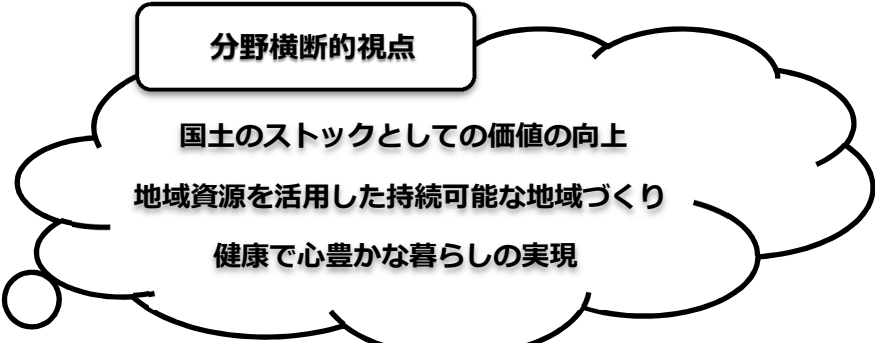 分野横断的視点
国土のストックとしての価値の向上
地域資源を活用した持続可能な地域づくり
健康で心豊かな暮らしの実現